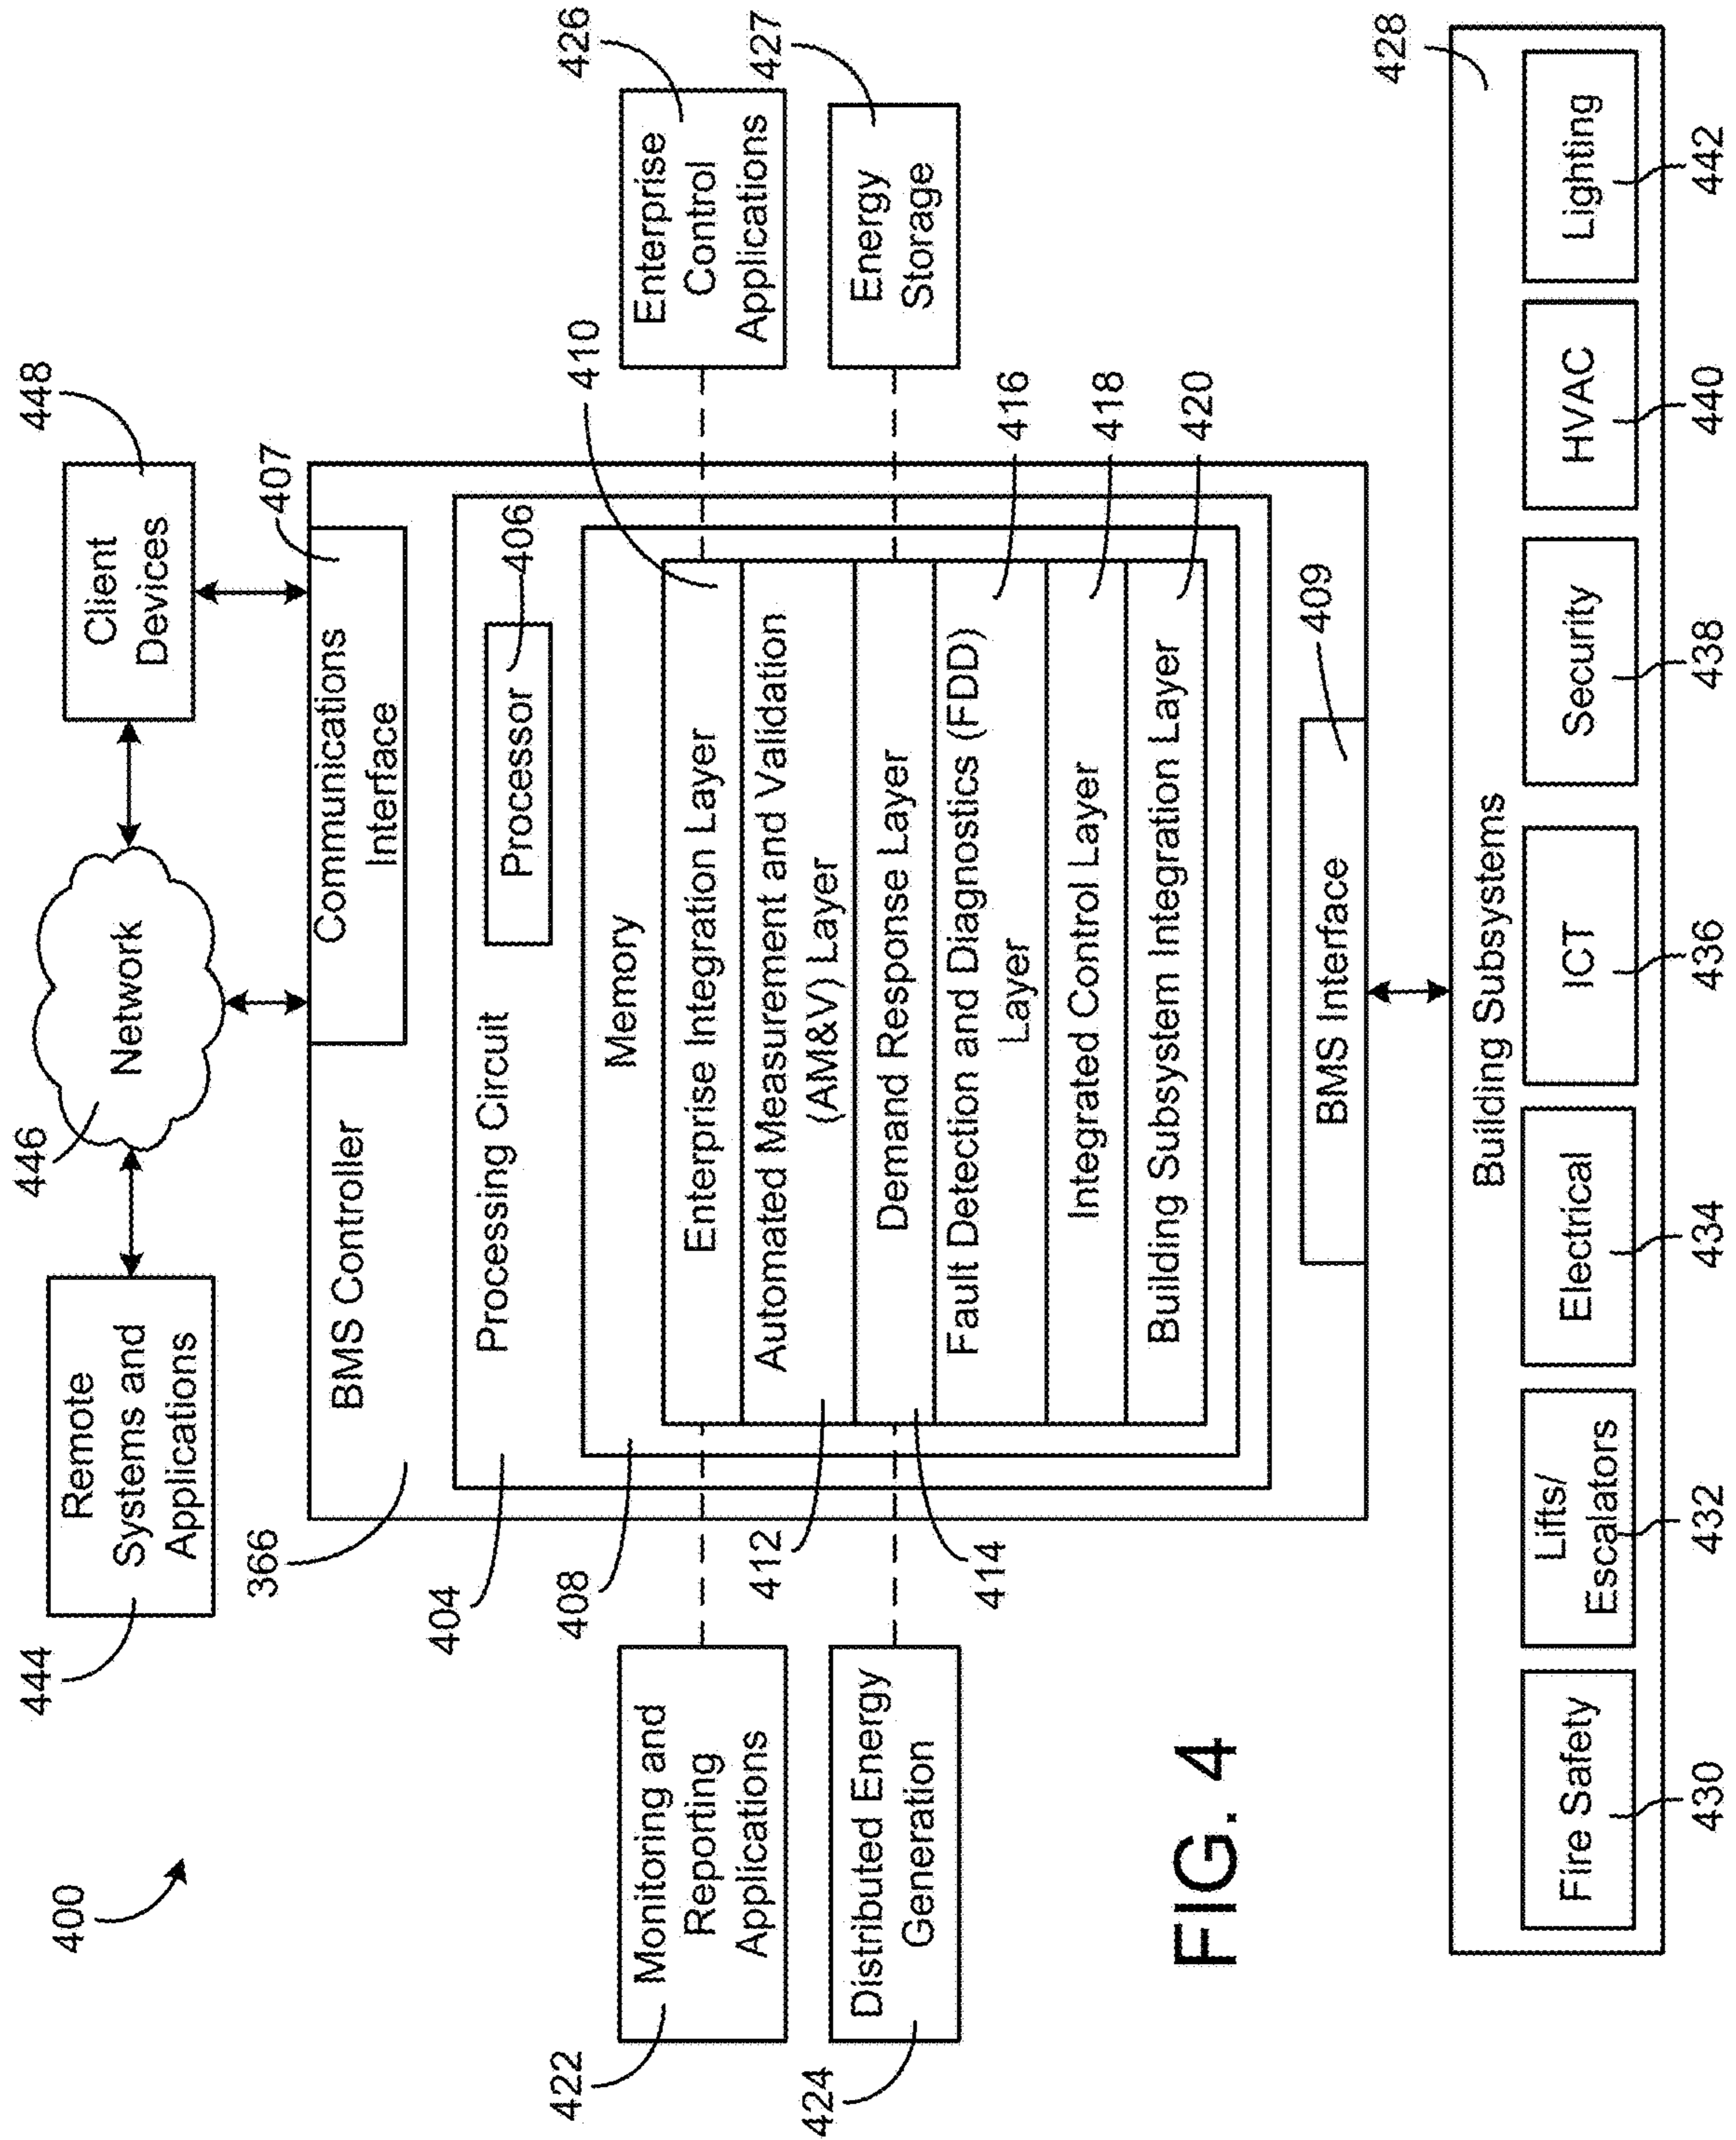 400
444
Remote
Systems and
Applications
446
Network
448
Client
Devices
366
BMS Controller
407
Communications
Interface
404
Processing Circuit
406
Processor
408
Memory
410
Enterprise Integration Layer
412
Automated Measurement and Validation
(AM&V) Layer
414
Demand Response Layer
416
Fault Detection and Diagnostics (FDD)
Layer
418
Integrated Control Layer
420
Building Subsystem Integration Layer
422
Monitoring and
Reporting
Applications
424
Distributed Energy
Generation
426
Enterprise
Control
Applications
427
Energy
Storage
409
BMS Interface
428
Building Subsystems
Fire Safety
Lifts/
Escalators
Electrical
ICT
Security
HVAC
Lighting
430
432
434
436
438
440
442
FIG. 4